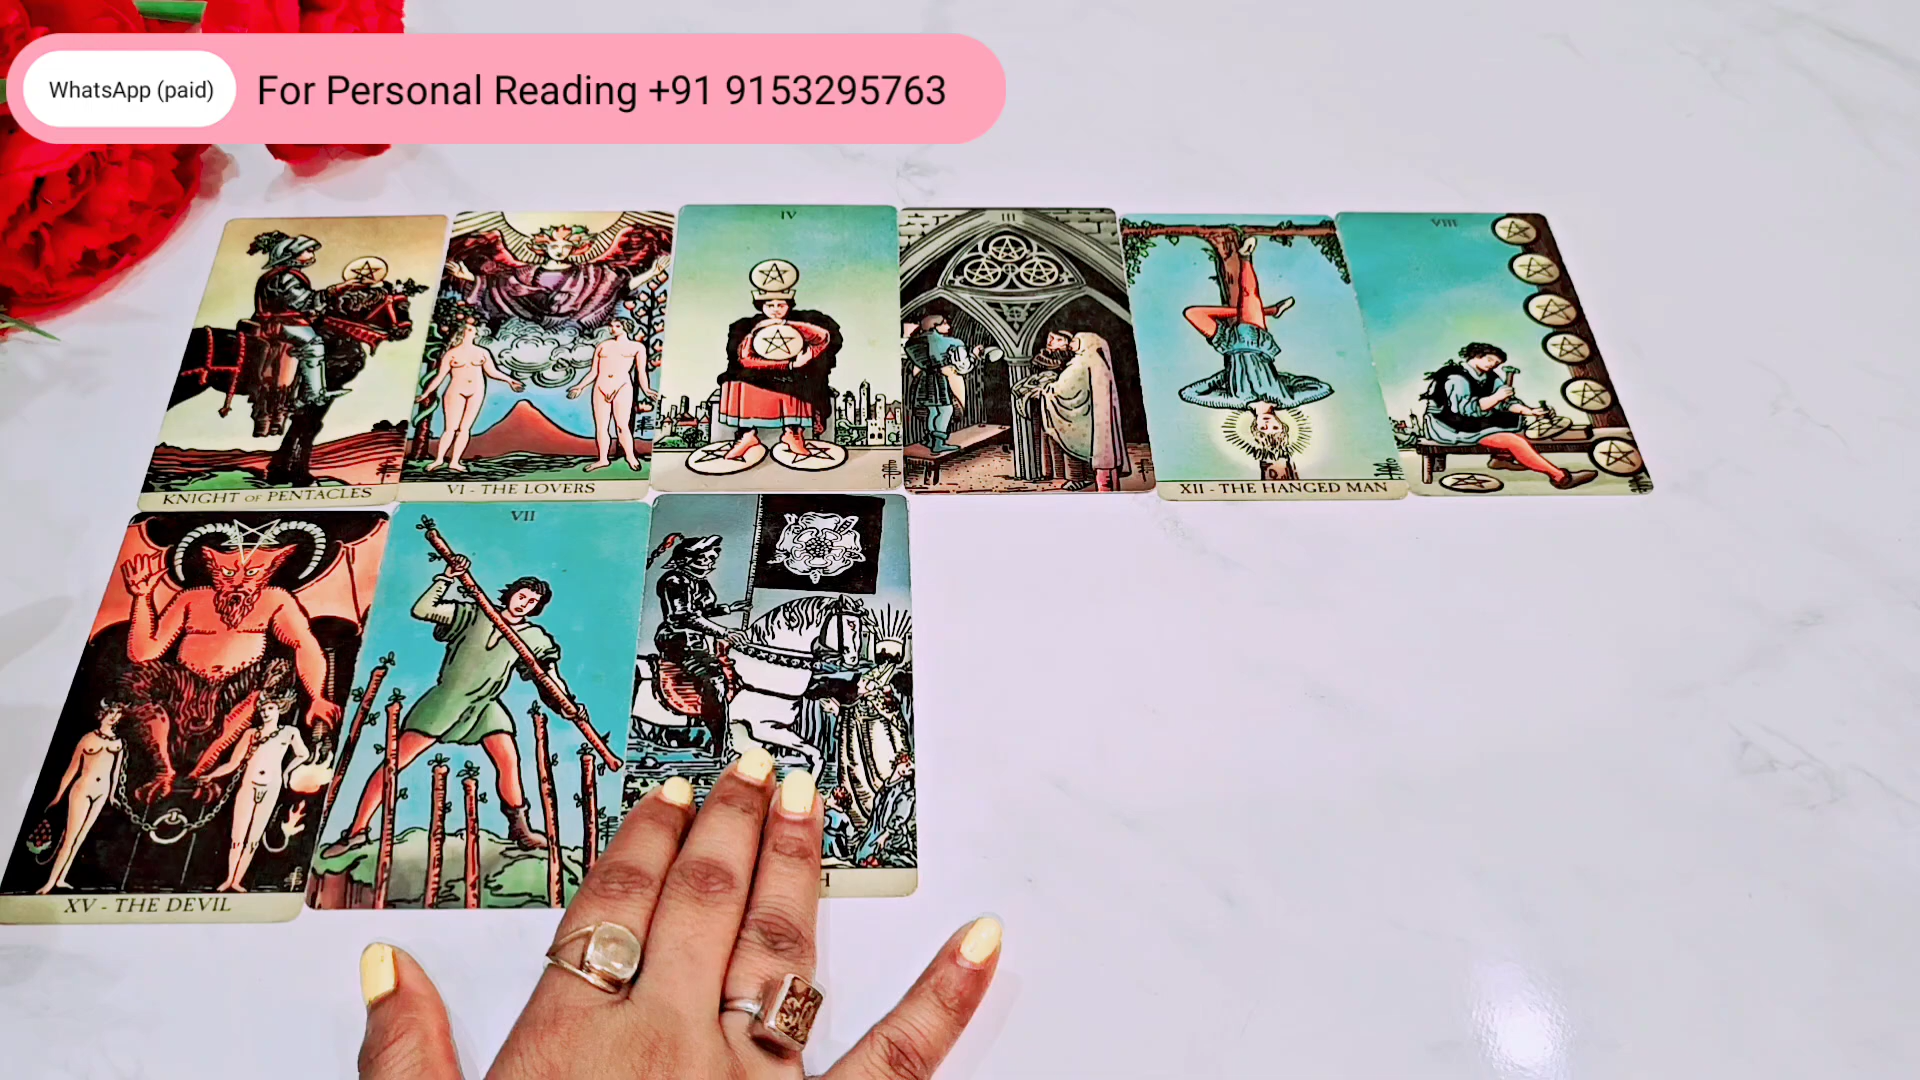 WhatsApp (paid) For Personal Reading +91 9153295763
IV
III
VIII
KNIGHT OF PENTACLES
VI - THE LOVERS
XII - THE HANGED MAN
VII
XV - THE DEVIL
H